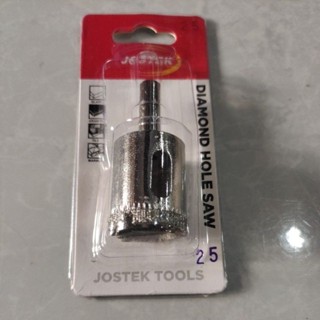 JOSTEK
DIAMOND HOLE SAW
25
JOSTEK TOOLS